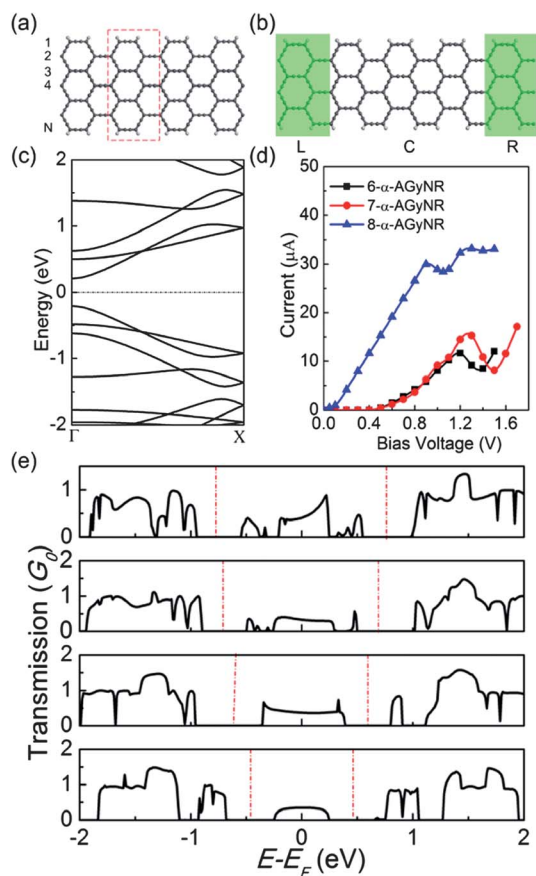 (a)
1
2
3
4
N
(b)
L C R
(c)
2
1
0
-1
-2
Energy (eV)
Γ X
(d)
50
40
30
20
10
0
Current (μA)
6-α-AGyNR
7-α-AGyNR
8-α-AGyNR
0.0 0.4 0.8 1.2 1.6
Bias Voltage (V)
(e)
Transmission (G0)
1
0
2
1
0
2
1
0
2
1
0
-2 -1 0 1 2
E-EF (eV)